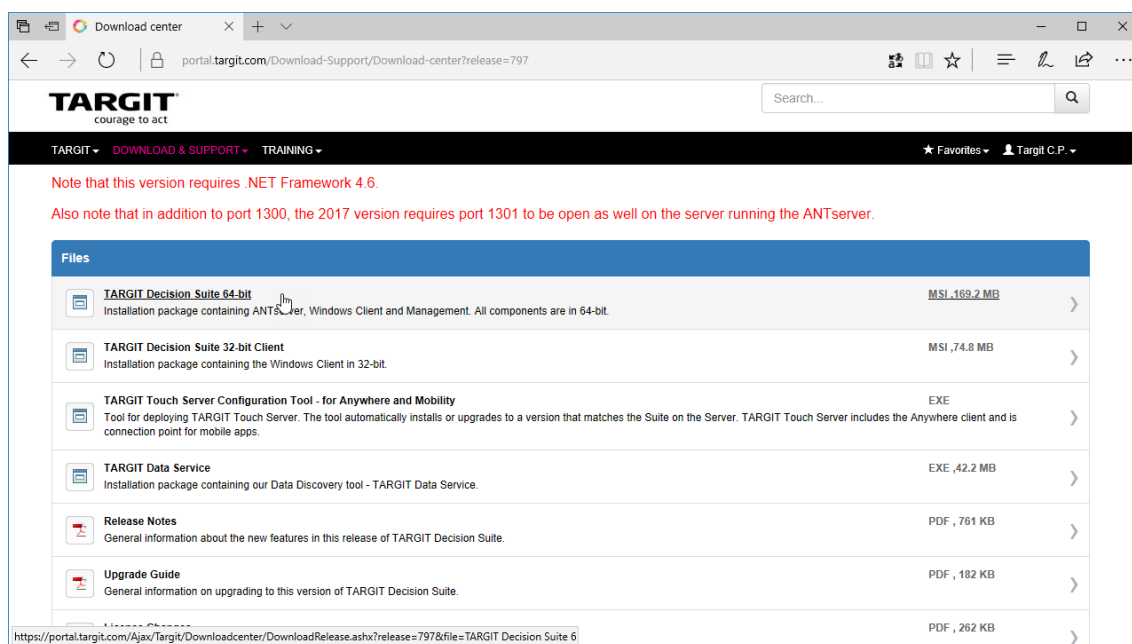 Download center
portal.targit.com/Download-Support/Download-center?release=797
TARGIT
courage to act
Search...
TARGIT DOWNLOAD & SUPPORT TRAINING Favorites Targit C.P.
Note that this version requires .NET Framework 4.6.
Also note that in addition to port 1300, the 2017 version requires port 1301 to be open as well on the server running the ANTserver.
Files
TARGIT Decision Suite 64-bit MSI ,169.2 MB
Installation package containing ANTserver, Windows Client and Management. All components are in 64-bit.
TARGIT Decision Suite 32-bit Client MSI ,74.8 MB
Installation package containing the Windows Client in 32-bit.
TARGIT Touch Server Configuration Tool - for Anywhere and Mobility EXE
Tool for deploying TARGIT Touch Server. The tool automatically installs or upgrades to a version that matches the Suite on the Server. TARGIT Touch Server includes the Anywhere client and is
connection point for mobile apps.
TARGIT Data Service EXE ,42.2 MB
Installation package containing our Data Discovery tool - TARGIT Data Service.
Release Notes PDF , 761 KB
General information about the new features in this release of TARGIT Decision Suite.
Upgrade Guide PDF , 182 KB
General information on upgrading to this version of TARGIT Decision Suite.
PDF , 262 KB
https://portal.targit.com/Ajax/Targit/Downloadcenter/DownloadRelease.ashx?release=797&file=TARGIT Decision Suite 6